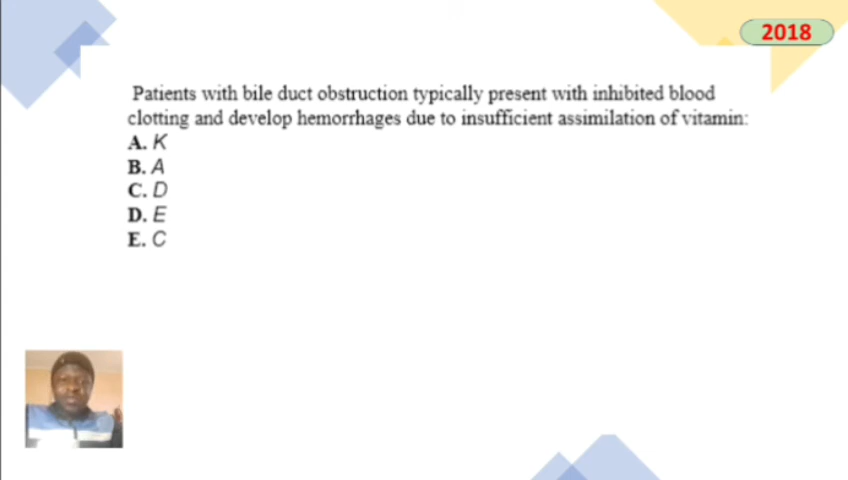 2018
Patients with bile duct obstruction typically present with inhibited blood
clotting and develop hemorrhages due to insufficient assimilation of vitamin:
A. K
B. A
C. D
D. E
E. C